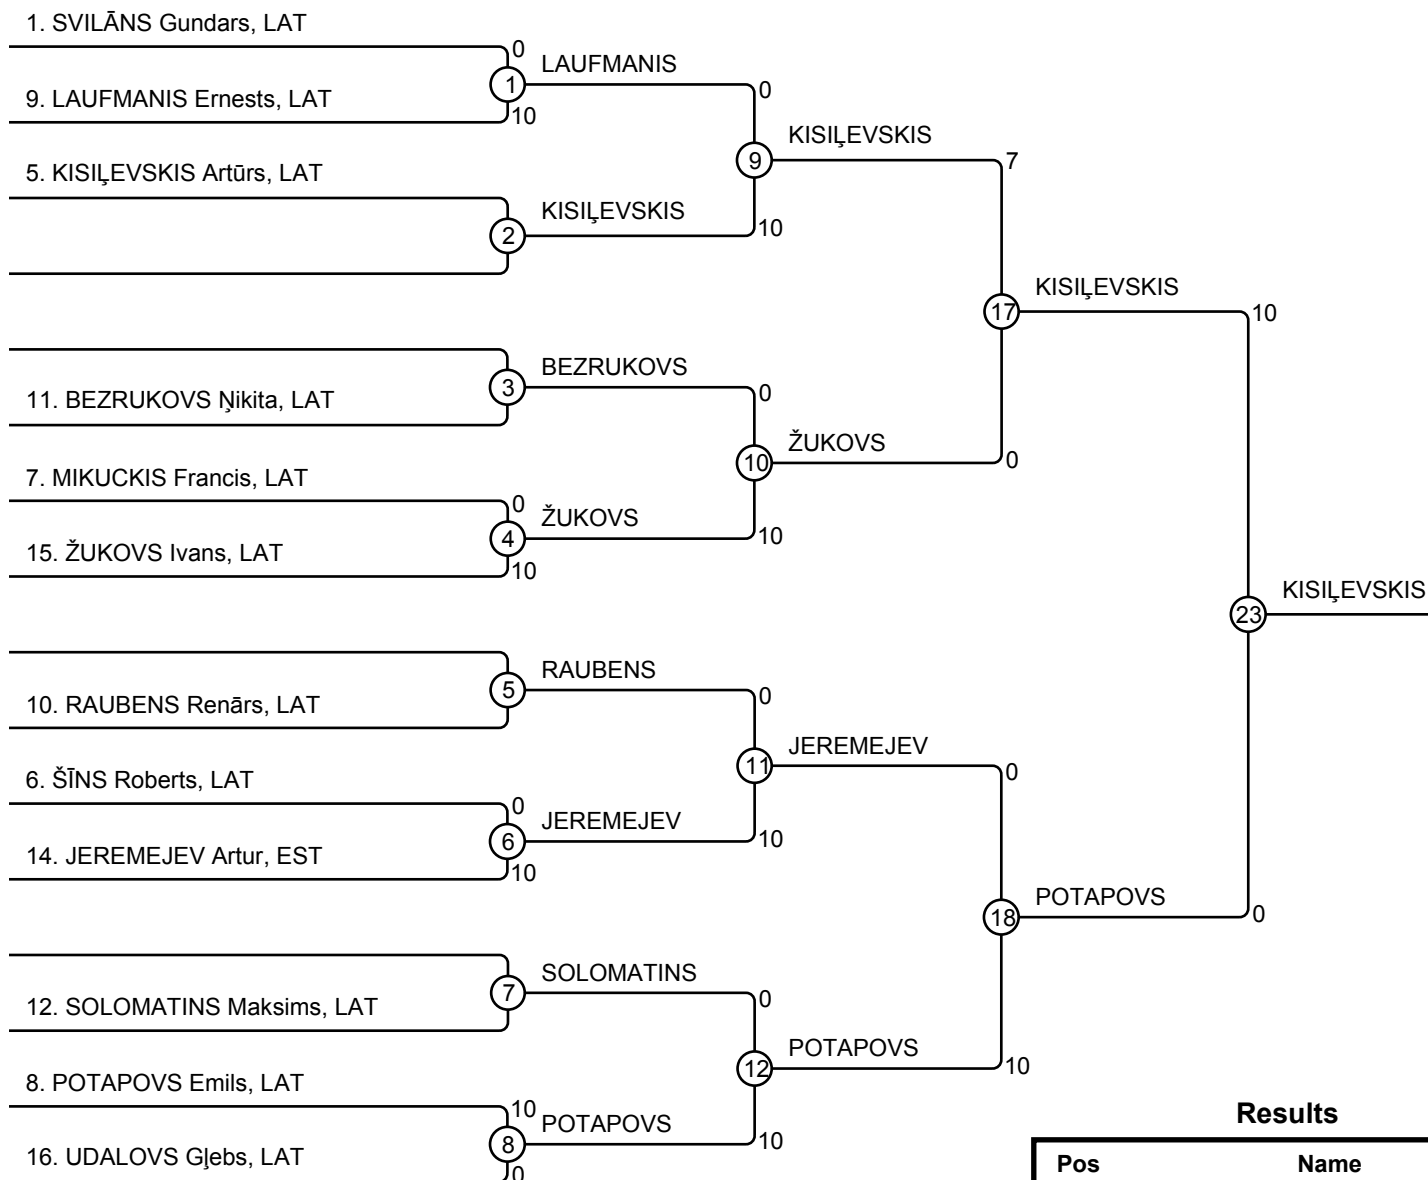 1. SVILĀNS Gundars, LAT
0
1
LAUFMANIS
9. LAUFMANIS Ernests, LAT
10
0
9
KISIĻEVSKIS
7
5. KISIĻEVSKIS Artūrs, LAT
2
KISIĻEVSKIS
10
17
KISIĻEVSKIS
10
3
BEZRUKOVS
0
11. BEZRUKOVS Ņikita, LAT
10
ŽUKOVS
0
7. MIKUCKIS Francis, LAT
0
4
ŽUKOVS
10
15. ŽUKOVS Ivans, LAT
10
23
KISIĻEVSKIS
5
RAUBENS
0
10. RAUBENS Renārs, LAT
11
JEREMEJEV
0
6. ŠĪNS Roberts, LAT
0
6
JEREMEJEV
10
14. JEREMEJEV Artur, EST
10
18
POTAPOVS
0
7
SOLOMATINS
0
12. SOLOMATINS Maksims, LAT
12
POTAPOVS
10
8. POTAPOVS Emils, LAT
10
8
POTAPOVS
10
16. UDALOVS Gļebs, LAT
0
Results
Pos Name